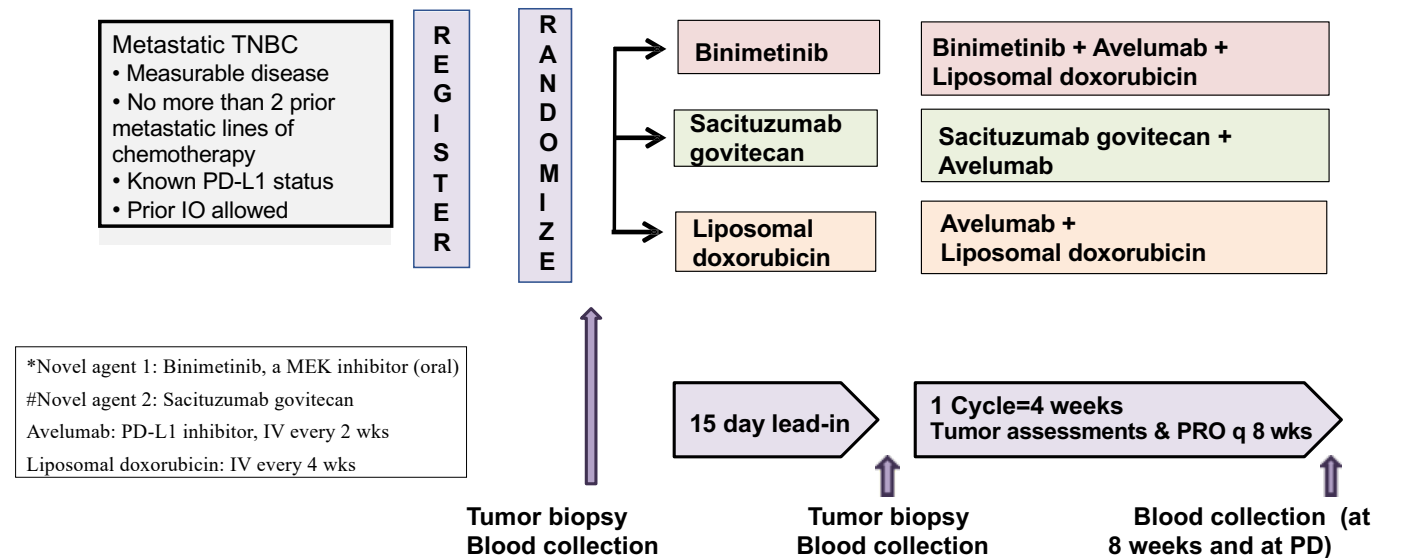 Metastatic TNBC
• Measurable disease
• No more than 2 prior
metastatic lines of
chemotherapy
• Known PD-L1 status
• Prior IO allowed
REGISTER
RANDOMIZE
Binimetinib
Binimetinib + Avelumab +
Liposomal doxorubicin
Sacituzumab
govitecan
Sacituzumab govitecan +
Avelumab
Liposomal
doxorubicin
Avelumab +
Liposomal doxorubicin
*Novel agent 1: Binimetinib, a MEK inhibitor (oral)
#Novel agent 2: Sacituzumab govitecan
Avelumab: PD-L1 inhibitor, IV every 2 wks
Liposomal doxorubicin: IV every 4 wks
15 day lead-in
1 Cycle=4 weeks
Tumor assessments & PRO q 8 wks
Tumor biopsy
Blood collection
Tumor biopsy
Blood collection
Blood collection (at
8 weeks and at PD)